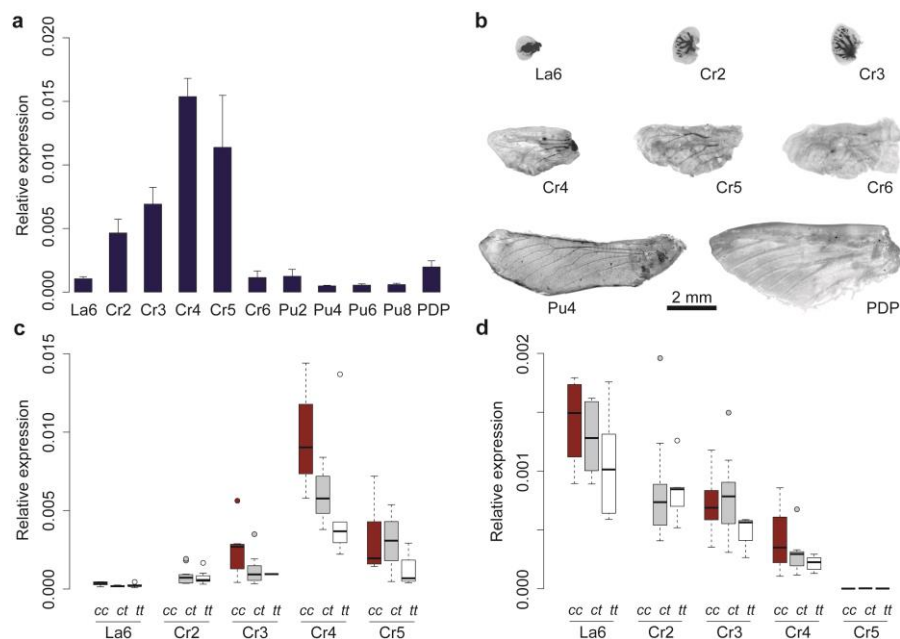 a
Relative expression
0.020
0.015
0.010
0.005
0.000
La6 Cr2 Cr3 Cr4 Cr5 Cr6 Pu2 Pu4 Pu6 Pu8 PDP
b
La6 Cr2 Cr3
Cr4 Cr5 Cr6
Pu4 2 mm PDP
c
Relative expression
0.015
0.010
0.005
0.000
cc ct tt cc ct tt cc ct tt cc ct tt cc ct tt
La6 Cr2 Cr3 Cr4 Cr5
d
Relative expression
0.002
0.001
0.000
cc ct tt cc ct tt cc ct tt cc ct tt cc ct tt
La6 Cr2 Cr3 Cr4 Cr5